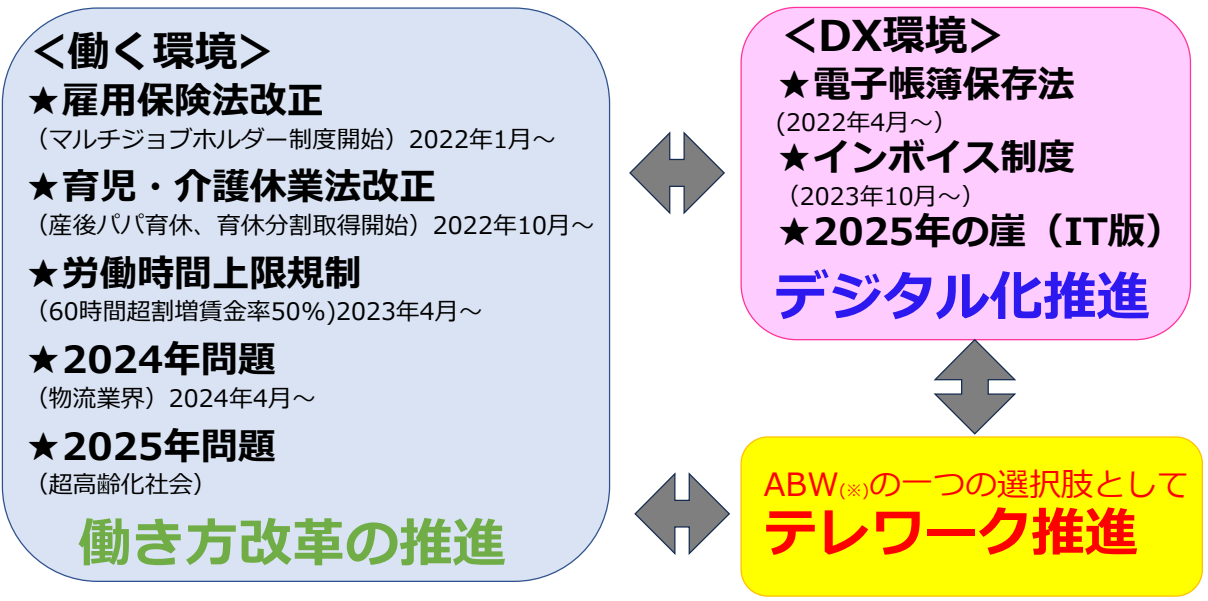 ＜働く環境＞
★雇用保険法改正
（マルチジョブホルダー制度開始）2022年1月～
★育児・介護休業法改正
（産後パパ育休、育休分割取得開始）2022年10月～
★労働時間上限規制
（60時間超割増賃金率50%)2023年4月～
★2024年問題
（物流業界）2024年4月～
★2025年問題
（超高齢化社会）
働き方改革の推進
＜DX環境＞
★電子帳簿保存法
(2022年4月～）
★インボイス制度
（2023年10月～）
★2025年の崖（IT版）
デジタル化推進
ABW(※)の一つの選択肢として
テレワーク推進